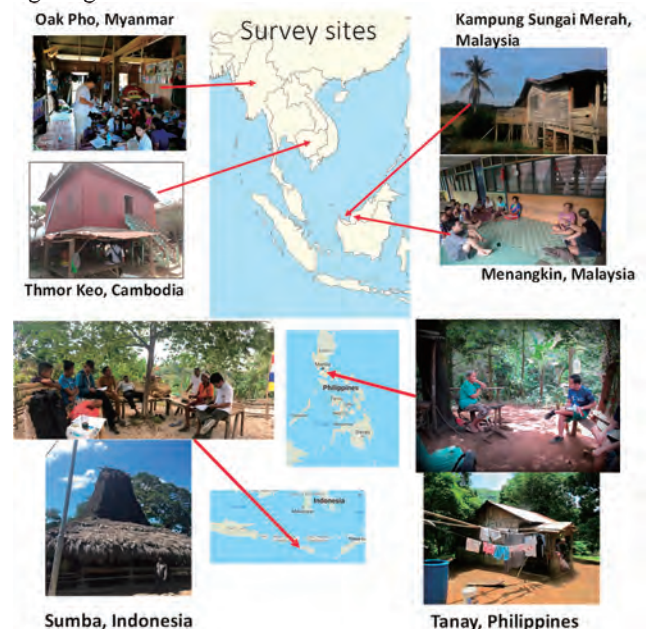 Oak Pho, Myanmar
Survey sites
Kampung Sungai Merah,
Malaysia
Thmor Keo, Cambodia
Menangkin, Malaysia
Philippines
Indonesia
Sumba, Indonesia
Tanay, Philippines